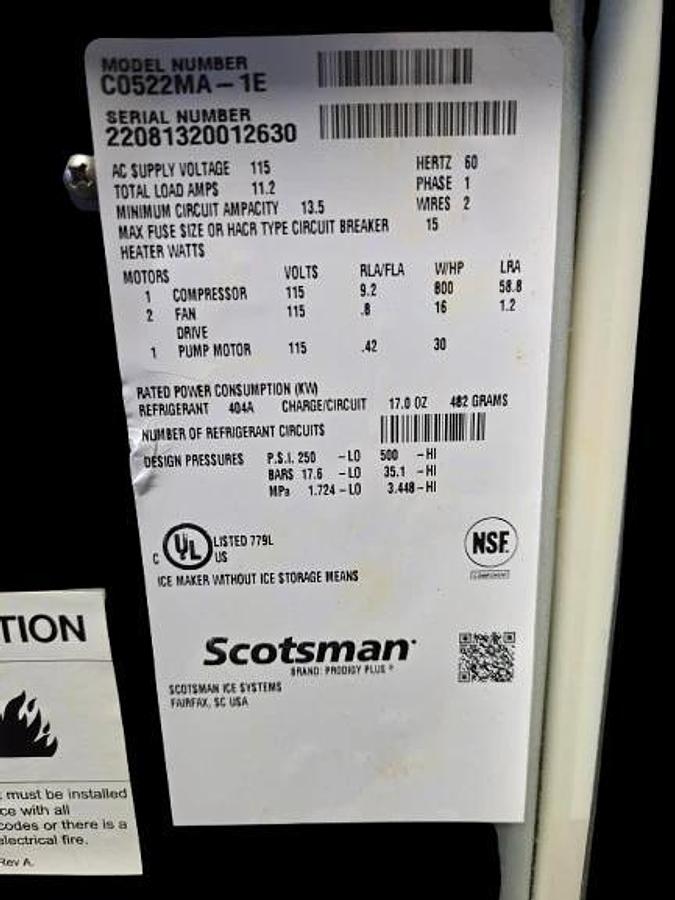 MODEL NUMBER
C0522MA-1E
SERIAL NUMBER
22081320012630
AC SUPPLY VOLTAGE 115 HERTZ 60
TOTAL LOAD AMPS 11.2 PHASE 1
MINIMUM CIRCUIT AMPACITY 13.5 WIRES 2
MAX FUSE SIZE OR HACR TYPE CIRCUIT BREAKER 15
HEATER WATTS
MOTORS VOLTS RLA/FLA W/HP LRA
1 COMPRESSOR 115 9.2 800 58.8
2 FAN 115 .8 16 1.2
DRIVE
1 PUMP MOTOR 115 .42 30
RATED POWER CONSUMPTION (KW)
REFRIGERANT 404A CHARGE/CIRCUIT 17.0 OZ 482 GRAMS
NUMBER OF REFRIGERANT CIRCUITS
DESIGN PRESSURES P.S.I. 250 -LO 500 -HI
BARS 17.6 -LO 35.1 -HI
MPa 1.724 -LO 3.448 -HI
C UL US LISTED 779L
NSF
ICE MAKER WITHOUT ICE STORAGE MEANS
Scotsman
BRAND: PRODIGY PLUS ®
SCOTSMAN ICE SYSTEMS
FAIRFAX, SC USA
TION
must be installed
ce with all
codes or there is a
electrical fire.
Rev A.